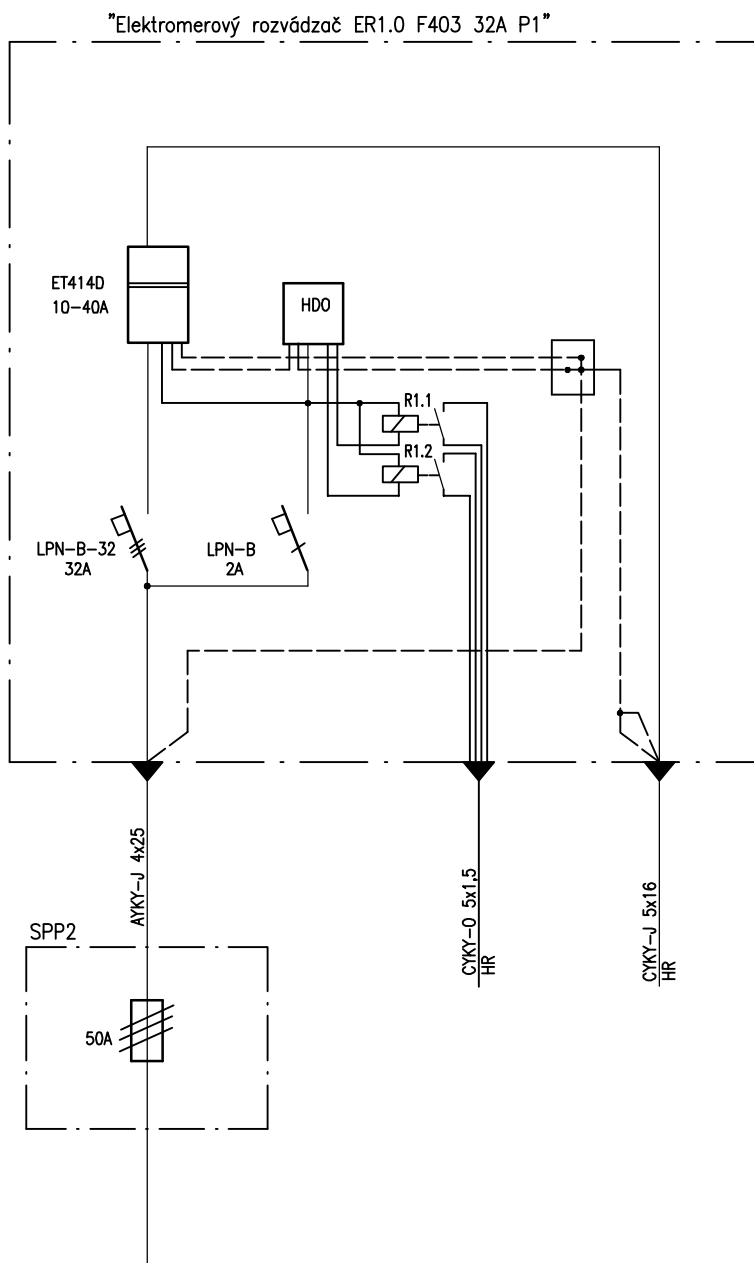 "Elektromerový rozvádzač ER1.0 F403 32A P1"
ET414D
10-40A
HDO
R1.1
R1.2
LPN-B-32
32A
LPN-B
2A
AYKY-J 4x25
CYKY-O 5x1,5
HR
CYKY-J 5x16
HR
SPP2
50A